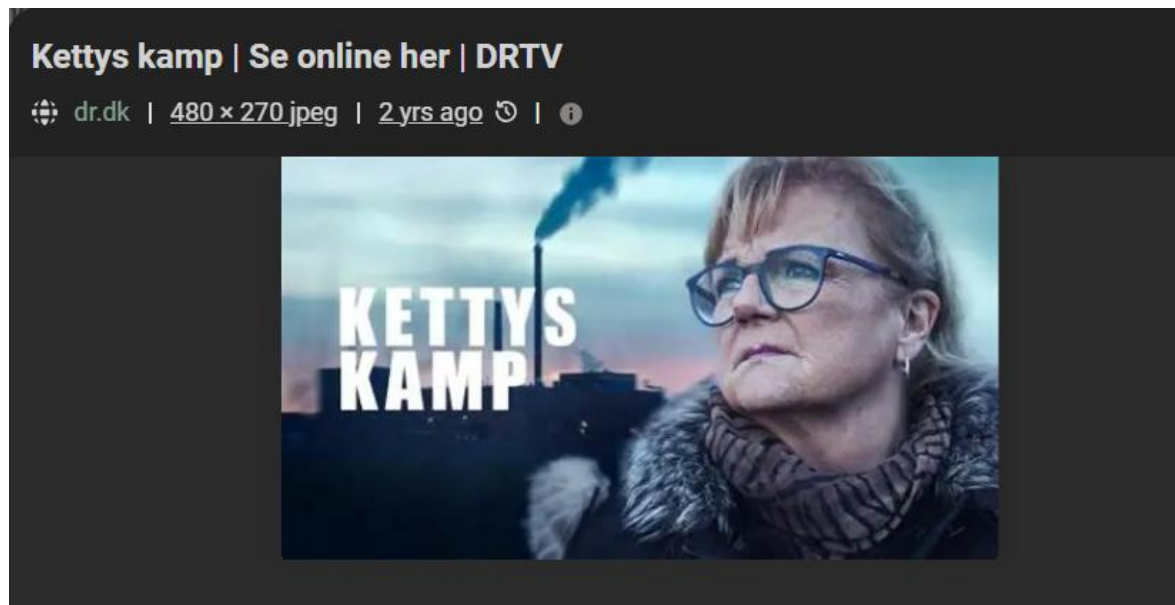 Kettys kamp | Se online her | DRTV
dr.dk | 480 × 270 jpeg | 2 yrs ago |
KETTYS
KAMP